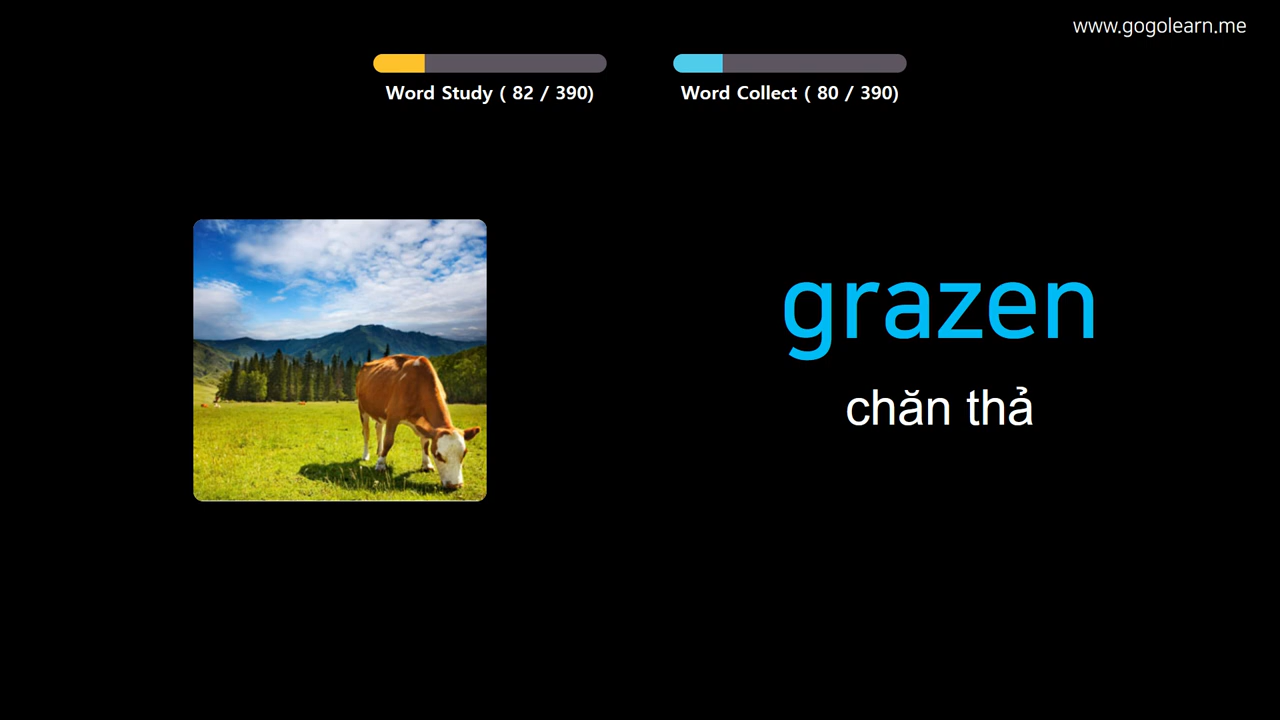 www.gogolearn.me
Word Study ( 82 / 390)
Word Collect ( 80 / 390)
grazen
chăn thả